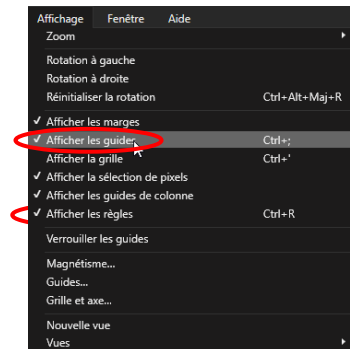 Affichage Fenêtre Aide
Zoom
Rotation à gauche
Rotation à droite
Réinitialiser la rotation Ctrl+Alt+Maj+R
Afficher les marges
Afficher les guides Ctrl+;
Afficher la grille Ctrl+'
Afficher la sélection de pixels
Afficher les guides de colonne
Afficher les règles Ctrl+R
Verrouiller les guides
Magnétisme...
Guides...
Grille et axe...
Nouvelle vue
Vues